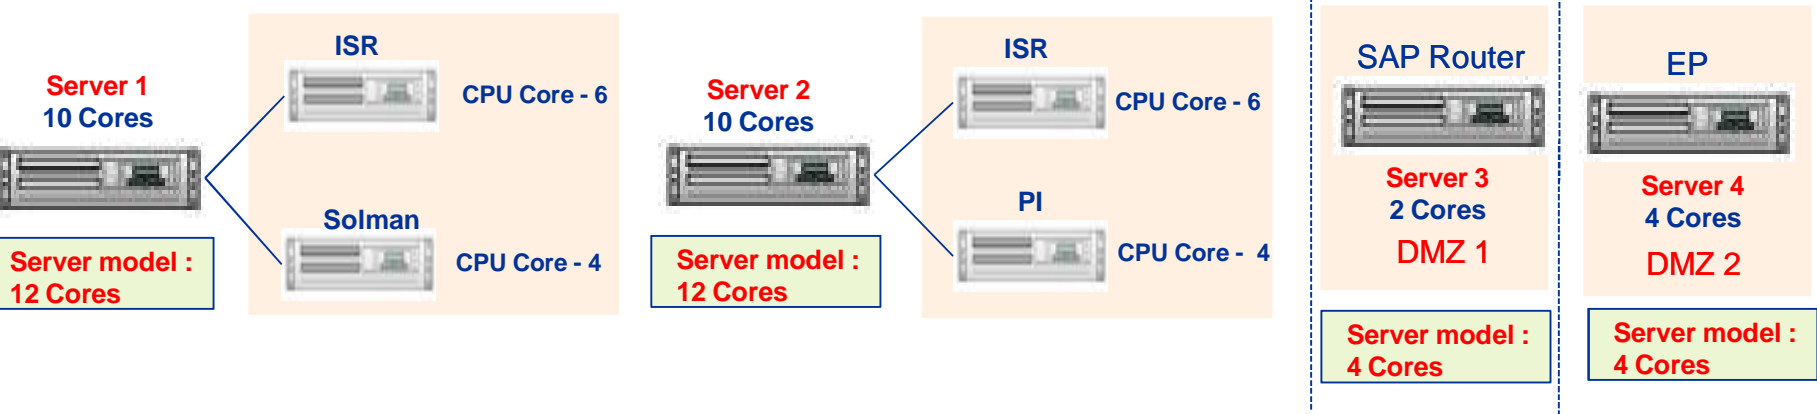 Server 1
10 Cores
Server model :
12 Cores
ISR
CPU Core - 6
Solman
CPU Core - 4
Server 2
10 Cores
Server model :
12 Cores
ISR
CPU Core - 6
PI
CPU Core -  4
SAP Router
Server 3
2 Cores
DMZ 1
Server model :
4 Cores
EP
Server 4
4 Cores
DMZ 2
Server model :
4 Cores